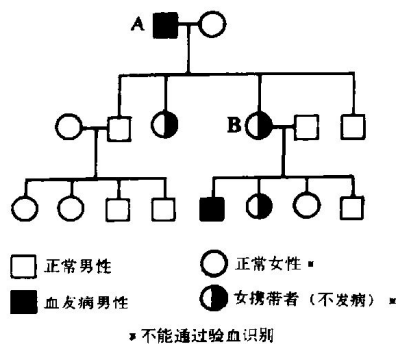 A
B
正常男性
正常女性 *
血友病男性
女携带者（不发病） *
* 不能通过验血识别